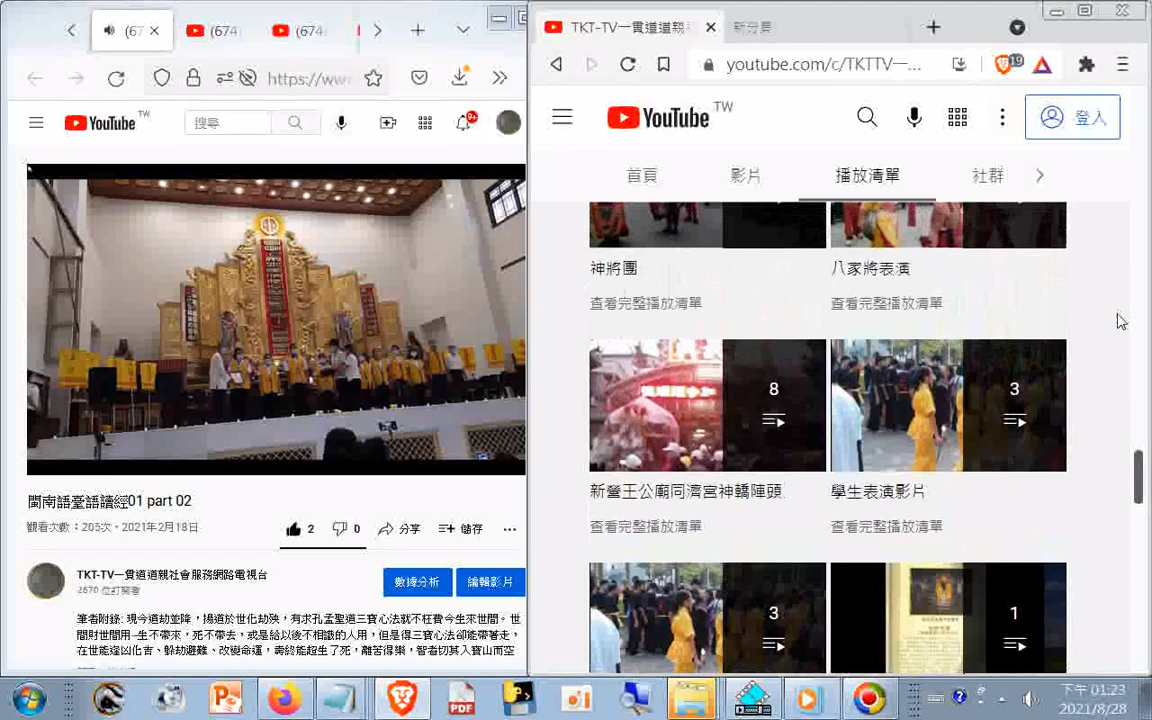 (67
(674
(674
https://ww
YouTube TW
搜尋
9+
閩南語臺語讀經01 part 02
觀看次數：205次・2021年2月18日
2
0
分享
儲存
TKT-TV一貫道道親社會服務網路電視台
2670 位訂閱者
數據分析
編輯影片
筆者附錄: 現今道劫並降，揚道於世化劫殃，有求孔孟聖道三寶心法就不枉費今生來世間。世
間財世間用一生不帶來，死不帶去，或是給以後不相識的人用，但是得三寶心法卻能帶著走，
在世能逢凶化吉、躲劫避難、改變命運，壽終能超生了死，離苦得樂，智者切莫入寶山而空
TKT-TV一貫道道親社
新分頁
youtube.com/c/TKTTV一...
19
YouTube TW
登入
首頁
影片
播放清單
社群
神將團
八家將表演
查看完整播放清單
查看完整播放清單
8
3
新營王公廟同濟宮神轎陣頭
學生表演影片
查看完整播放清單
查看完整播放清單
3
1
PDF
下午 01:23
2021/8/28